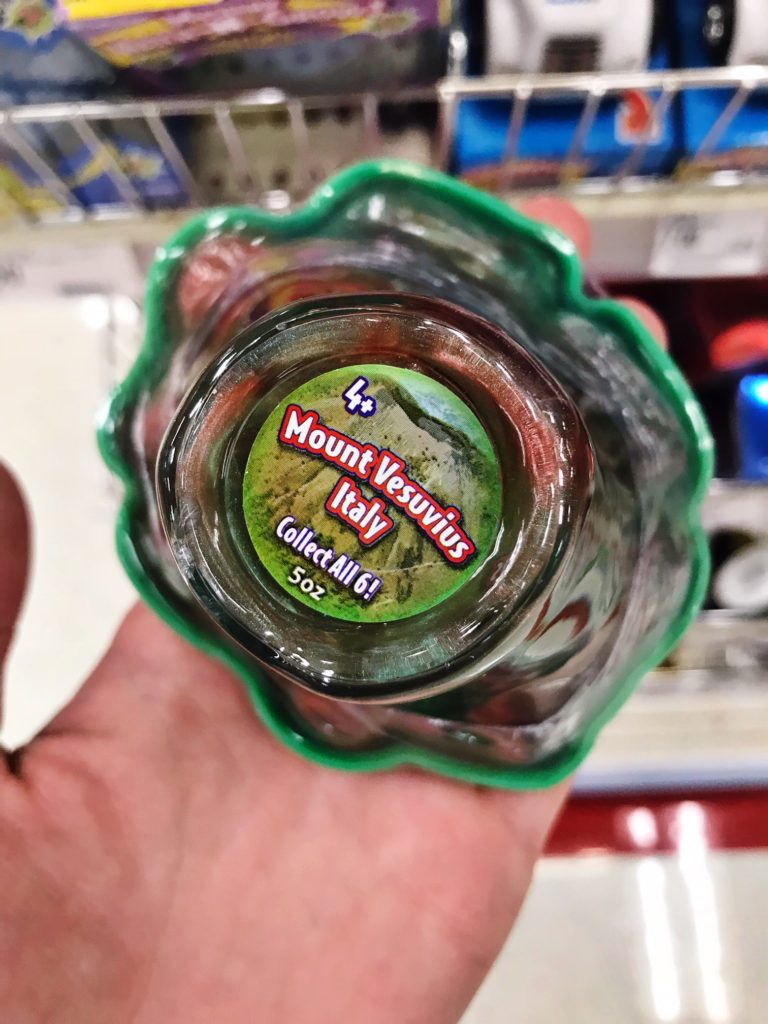 4+
Mount Vesuvius
Italy
Collect All 6!
5oz